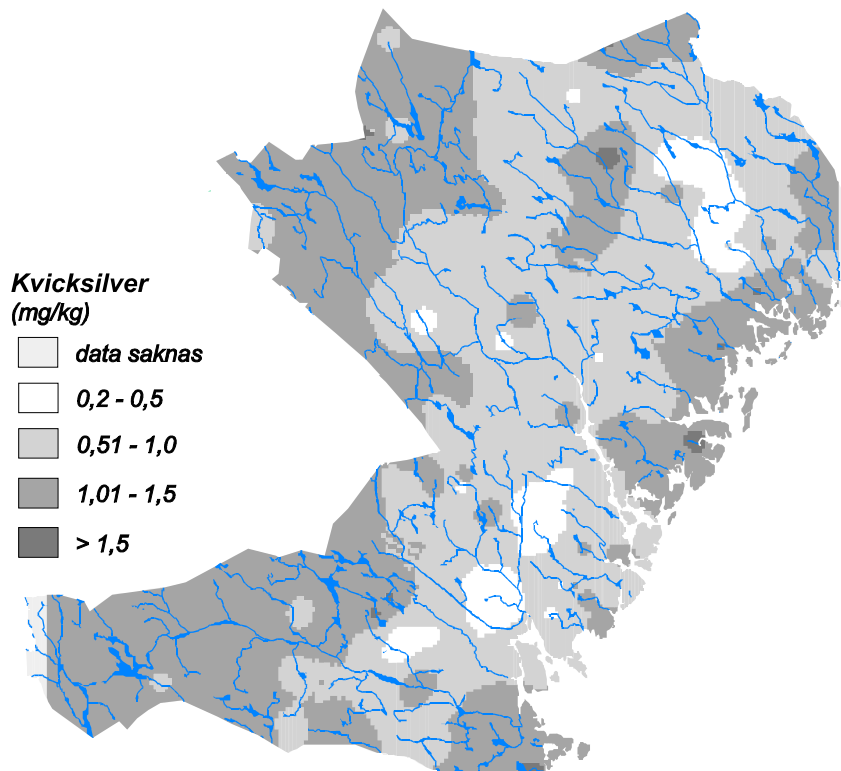 Kvicksilver
(mg/kg)
data saknas
0,2 - 0,5
0,51 - 1,0
1,01 - 1,5
> 1,5